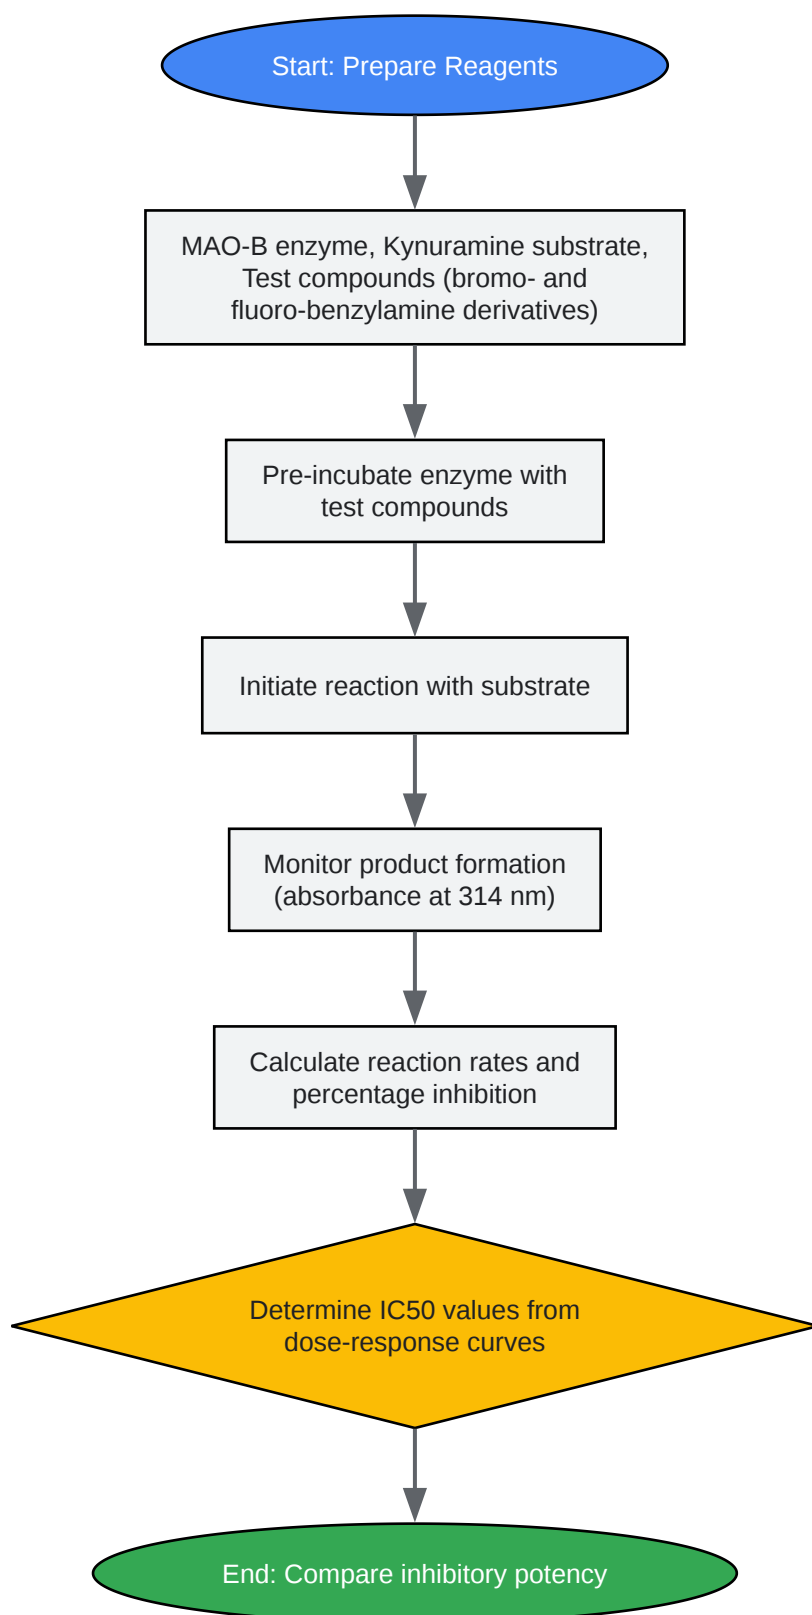 Start: Prepare Reagents
MAO-B enzyme, Kynuramine substrate,
Test compounds (bromo- and
fluoro-benzylamine derivatives)
Pre-incubate enzyme with
test compounds
Initiate reaction with substrate
Monitor product formation
(absorbance at 314 nm)
Calculate reaction rates and
percentage inhibition
Determine IC50 values from
dose-response curves
End: Compare inhibitory potency